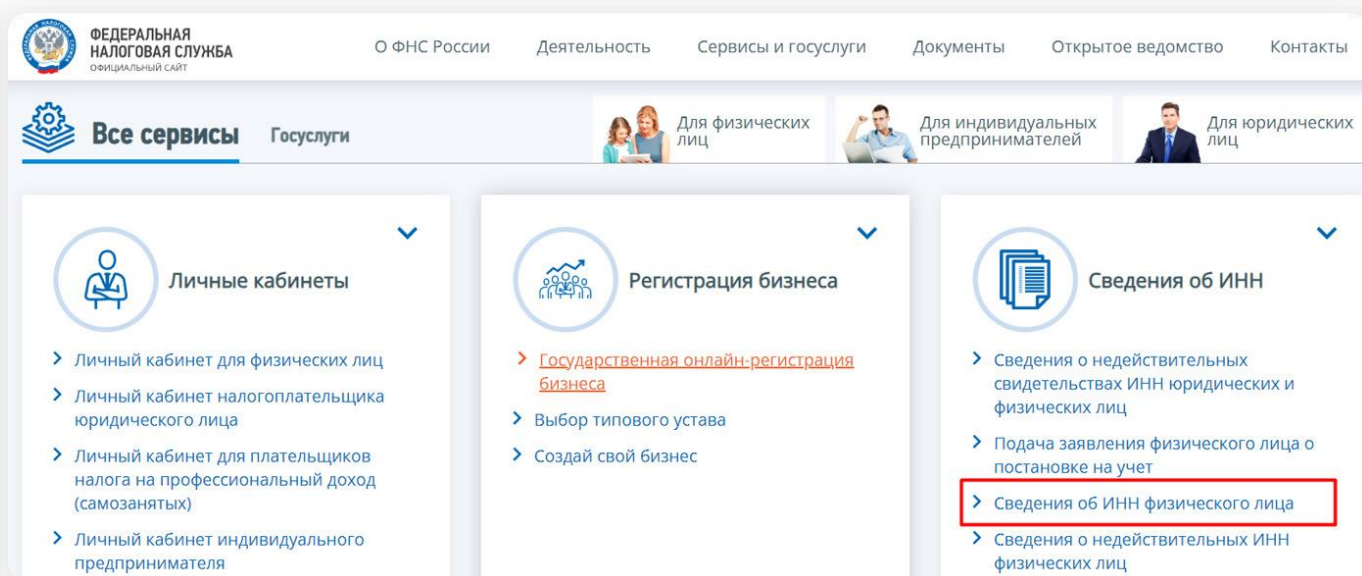 ФЕДЕРАЛЬНАЯ
НАЛОГОВАЯ СЛУЖБА
ОФИЦИАЛЬНЫЙ САЙТ
О ФНС России
Деятельность
Сервисы и госуслуги
Документы
Открытое ведомство
Контакты
Все сервисы
Госуслуги
Для физических
лиц
Для индивидуальных
предпринимателей
Для юридических
лиц
Личные кабинеты
Личный кабинет для физических лиц
Личный кабинет налогоплательщика
юридического лица
Личный кабинет для плательщиков
налога на профессиональный доход
(самозанятых)
Личный кабинет индивидуального
предпринимателя
Регистрация бизнеса
Государственная онлайн-регистрация
бизнеса
Выбор типового устава
Создай свой бизнес
Сведения об ИНН
Сведения о недействительных
свидетельствах ИНН юридических и
физических лиц
Подача заявления физического лица о
постановке на учет
Сведения об ИНН физического лица
Сведения о недействительных ИНН
физических лиц